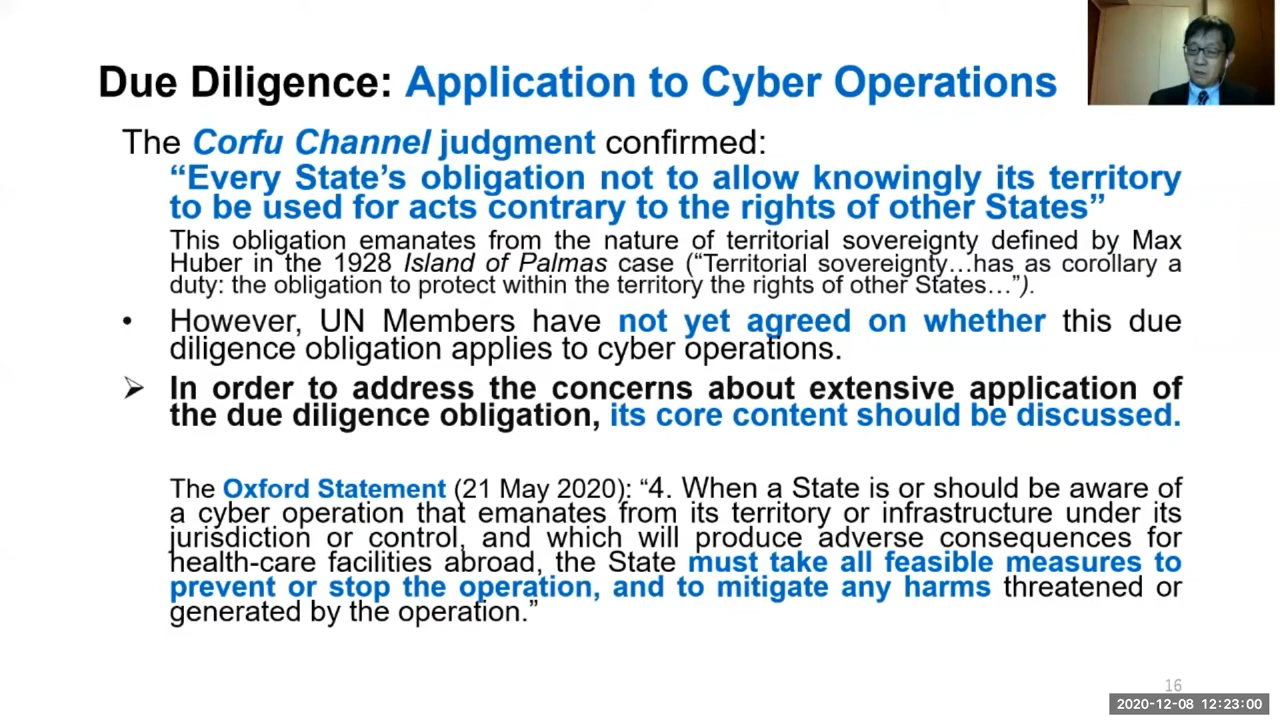 Due Diligence: Application to Cyber Operations
The Corfu Channel judgment confirmed:
“Every State’s obligation not to allow knowingly its territory
to be used for acts contrary to the rights of other States”
This obligation emanates from the nature of territorial sovereignty defined by Max
Huber in the 1928 Island of Palmas case (“Territorial sovereignty…has as corollary a
duty: the obligation to protect within the territory the rights of other States…”).
• However, UN Members have not yet agreed on whether this due
diligence obligation applies to cyber operations.
➢ In order to address the concerns about extensive application of
the due diligence obligation, its core content should be discussed.
The Oxford Statement (21 May 2020): “4. When a State is or should be aware of
a cyber operation that emanates from its territory or infrastructure under its
jurisdiction or control, and which will produce adverse consequences for
health-care facilities abroad, the State must take all feasible measures to
prevent or stop the operation, and to mitigate any harms threatened or
generated by the operation.”
16
2020-12-08 12:23:00